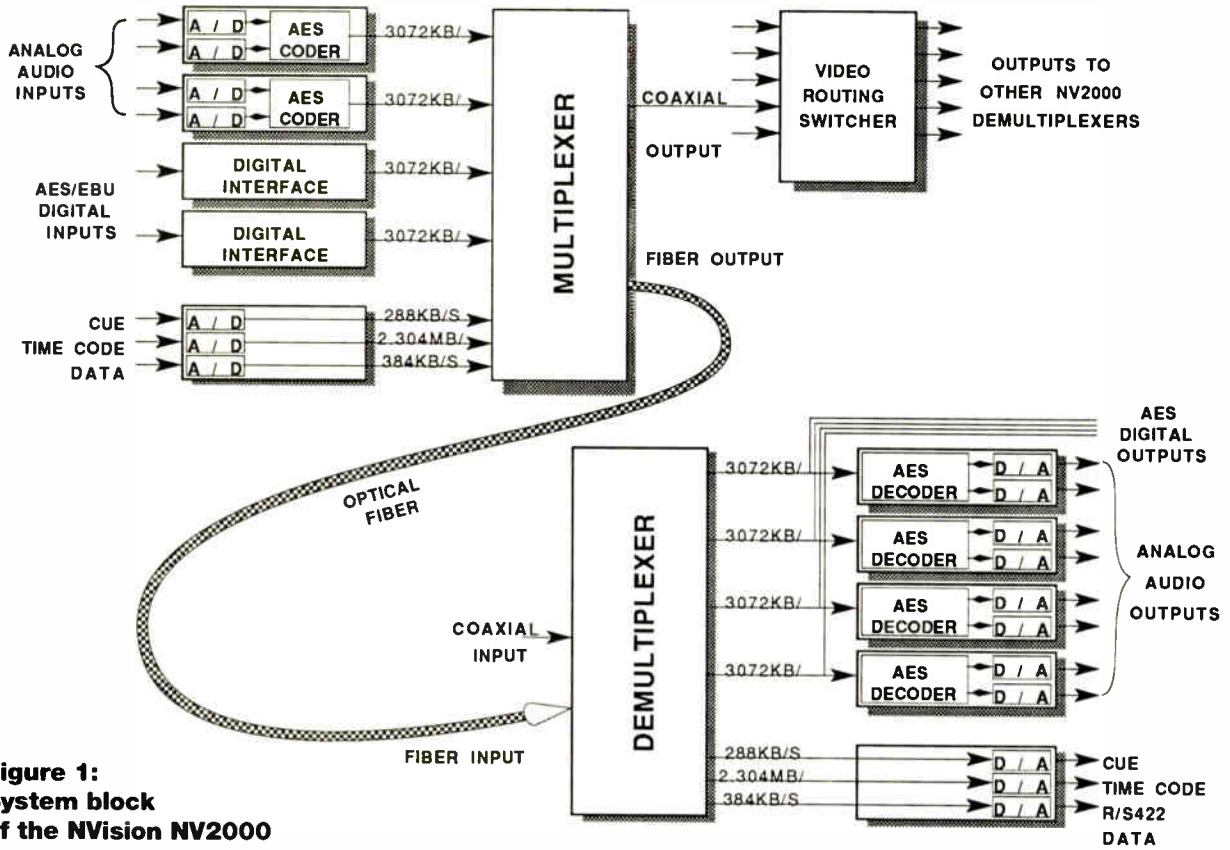 ANALOG
AUDIO
INPUTS
A / D
A / D
AES
CODER
3072KB/
A / D
A / D
AES
CODER
3072KB/
AES/EBU
DIGITAL
INPUTS
DIGITAL
INTERFACE
3072KB/
DIGITAL
INTERFACE
3072KB/
CUE
TIME CODE
DATA
A / D
A / D
A / D
288KB/S
2.304MB/
384KB/S
MULTIPLEXER
COAXIAL
OUTPUT
VIDEO
ROUTING
SWITCHER
OUTPUTS TO
OTHER NV2000
DEMULTIPLEXERS
FIBER OUTPUT
OPTICAL
FIBER
COAXIAL
INPUT
FIBER INPUT
DEMULTIPLEXER
3072KB/
3072KB/
3072KB/
3072KB/
AES
DIGITAL
OUTPUTS
AES
DECODER
D / A
D / A
AES
DECODER
D / A
D / A
AES
DECODER
D / A
D / A
AES
DECODER
D / A
D / A
ANALOG
AUDIO
OUTPUTS
288KB/S
2.304MB/
384KB/S
D / A
D / A
D / A
CUE
TIME CODE
R/S422
DATA
igure 1:
ystem block
f the NVision NV2000